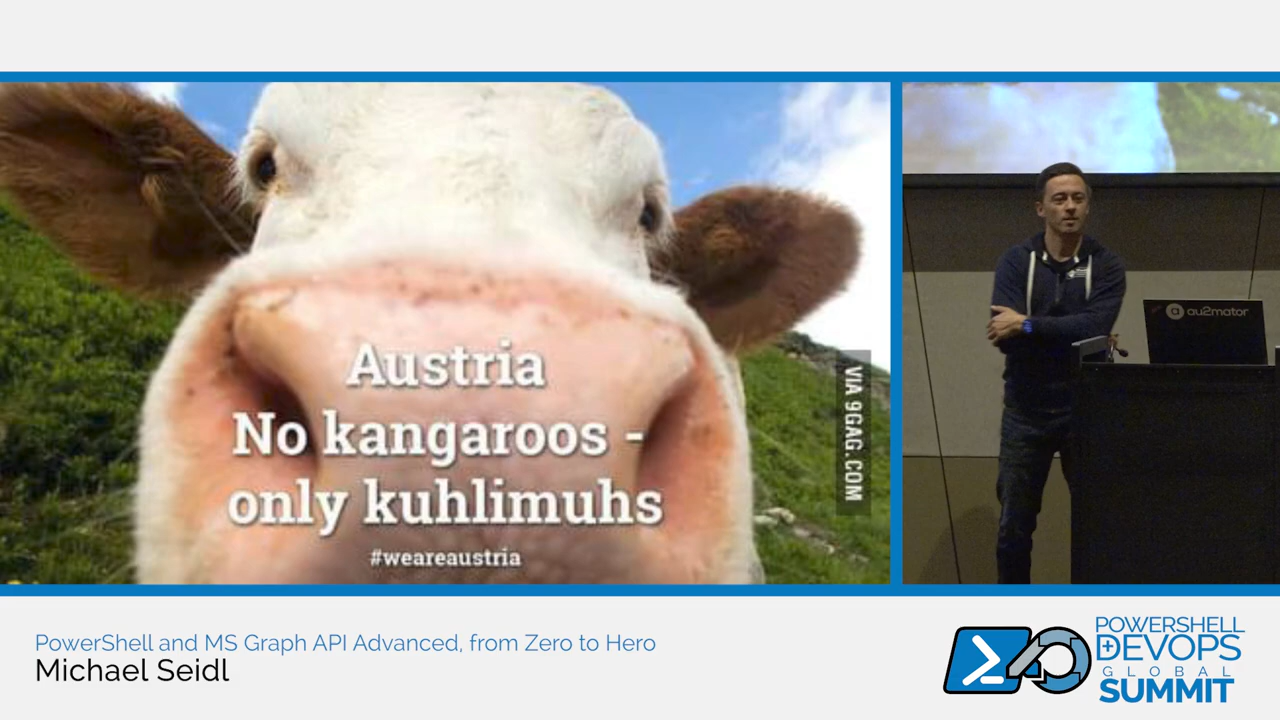 Austria
No kangaroos -
only kuhlimuhs
#weareaustria
VIA 9GAG.COM
au2mator
PowerShell and MS Graph API Advanced, from Zero to Hero
Michael Seidl
POWERSHELL
DEVOPS
GLOBAL
SUMMIT